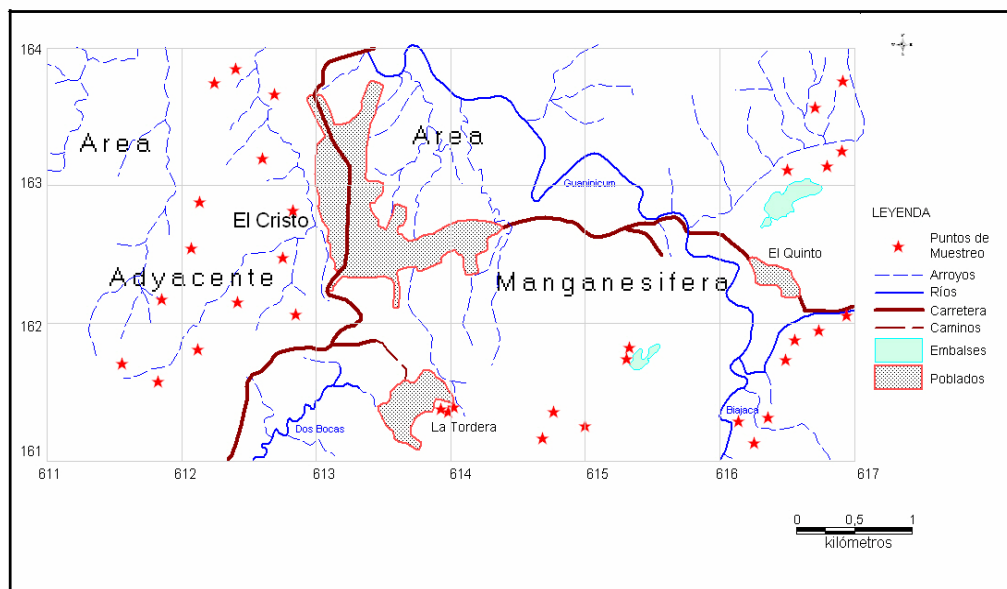 164
163
162
161
611
612
613
614
615
616
617
Area
Area
Guaninicum
El Cristo
El Quinto
Adyacente
Manganesifera
Dos Bocas
La Tordera
Biajaca
LEYENDA
Puntos de
Muestreo
Arroyos
Ríos
Carretera
Caminos
Embalses
Poblados
0 0,5 1
kilómetros